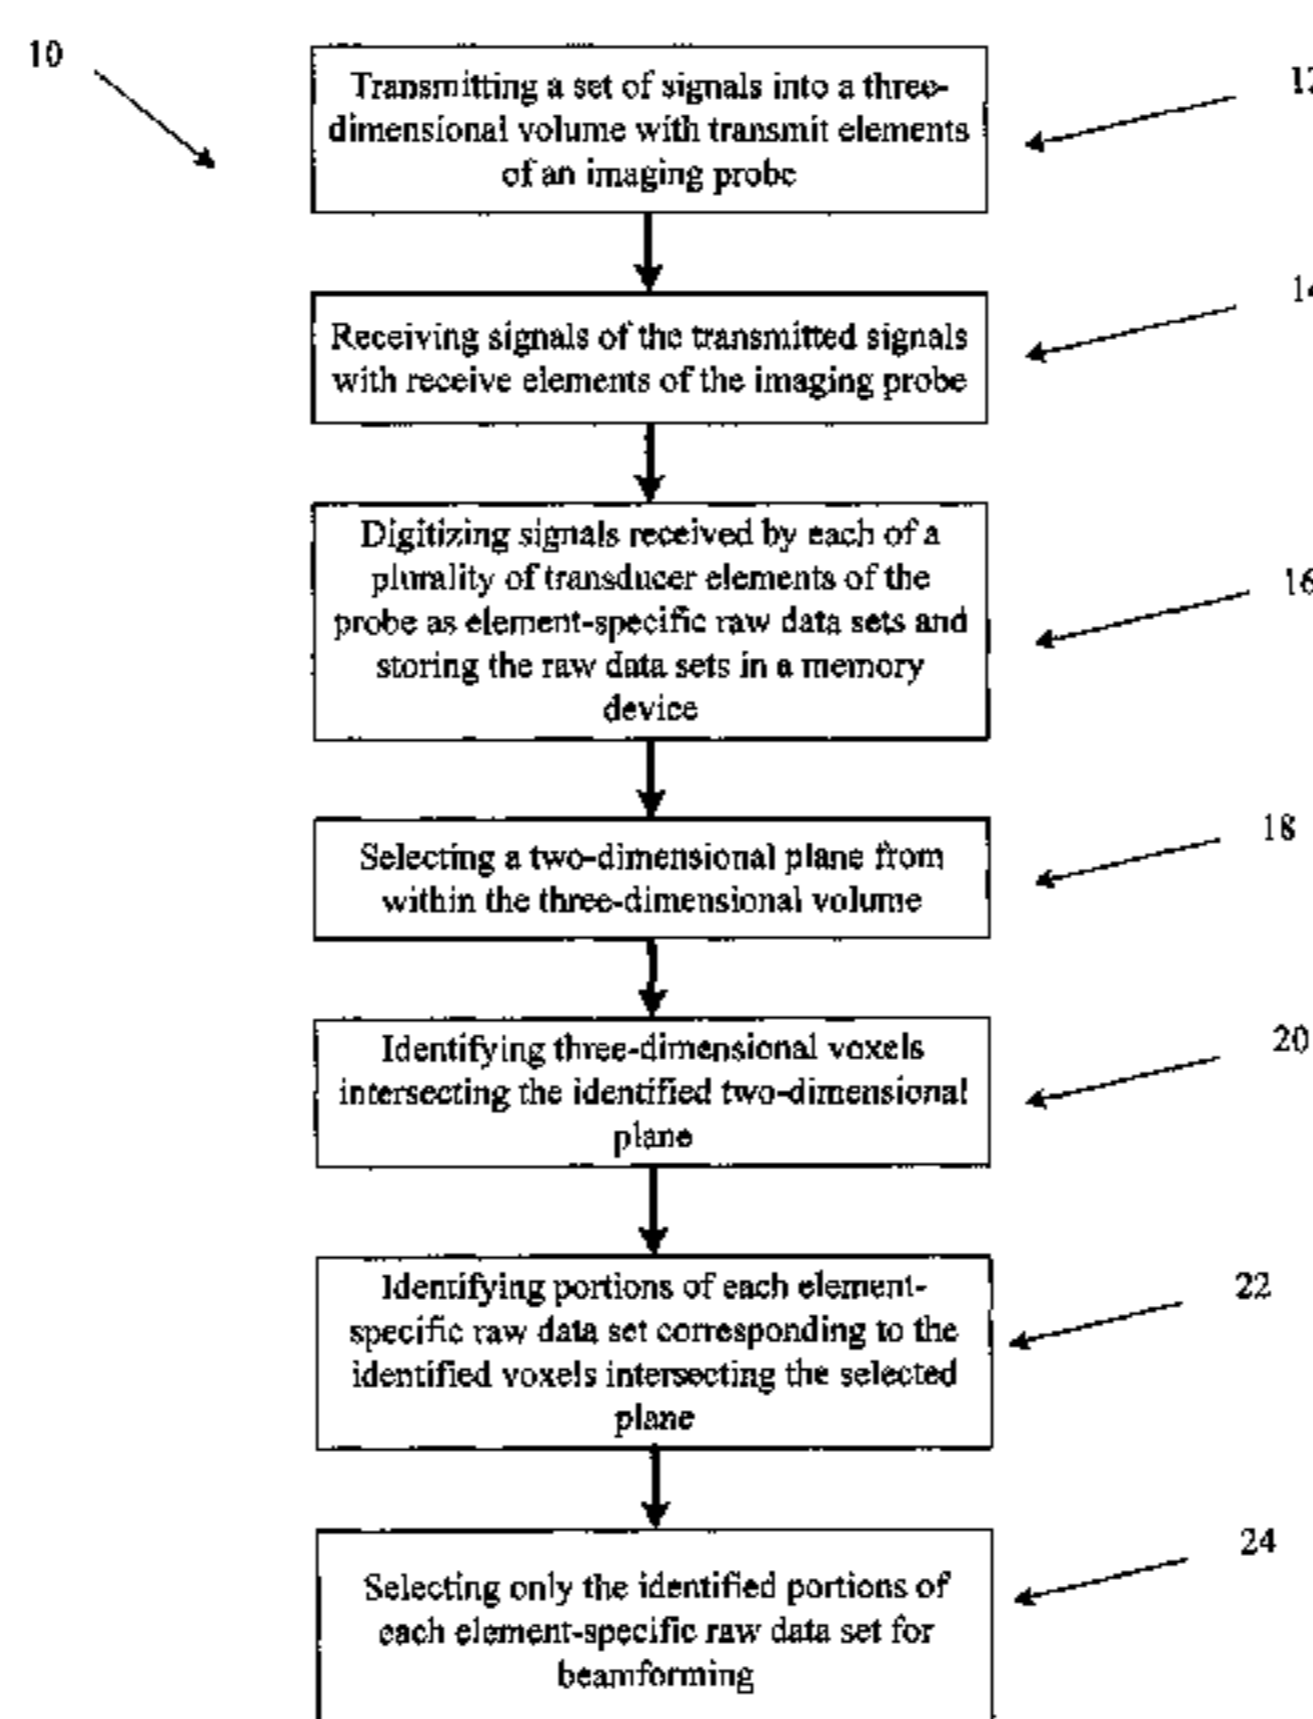 10
Transmitting a set of signals into a three-
dimensional volume with transmit elements
of an imaging probe
12
Receiving signals of the transmitted signals
with receive elements of the imaging probe
14
Digitizing signals received by each of a
plurality of transducer elements of the
probe as element-specific raw data sets and
storing the raw data sets in a memory
device
16
Selecting a two-dimensional plane from
within the three-dimensional volume
18
Identifying three-dimensional voxels
intersecting the identified two-dimensional
plane
20
Identifying portions of each element-
specific raw data set corresponding to the
identified voxels intersecting the selected
plane
22
Selecting only the identified portions of
each element-specific raw data set for
beamforming
24